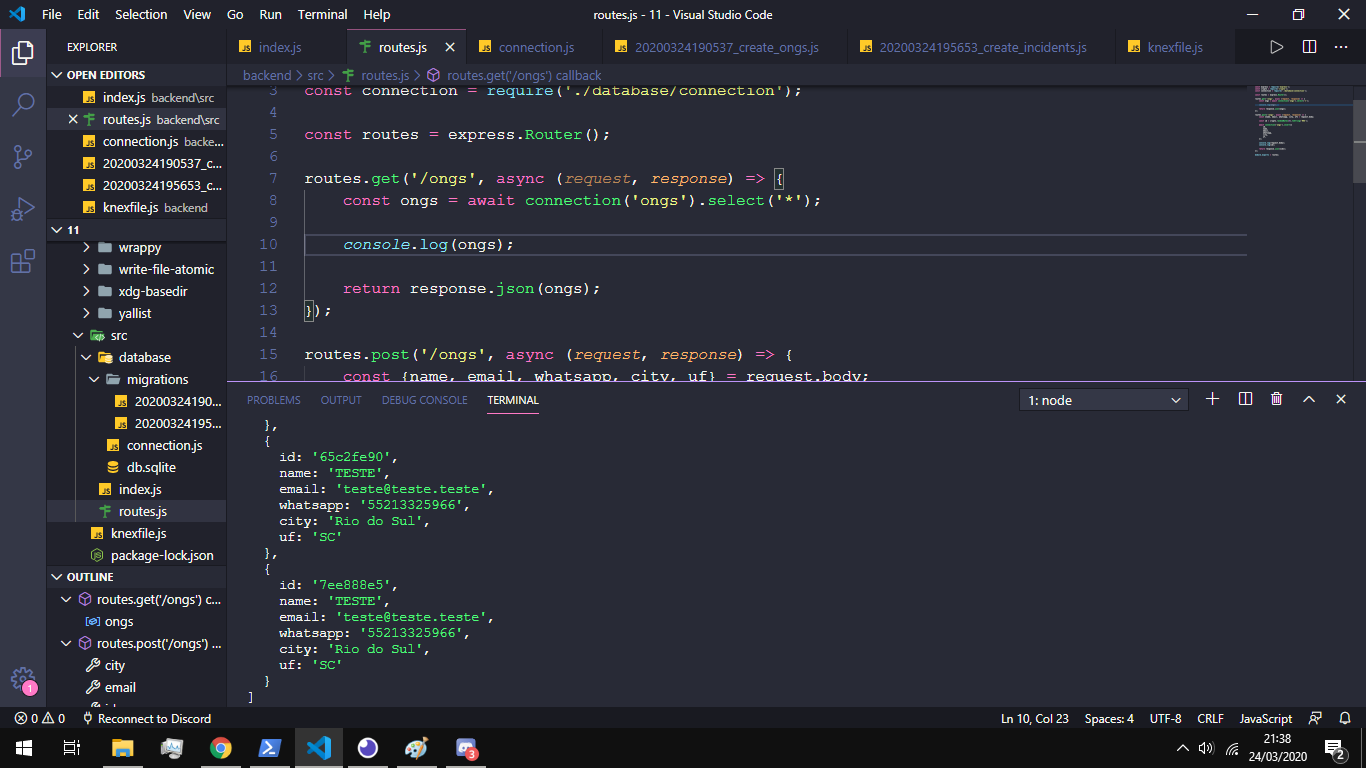 File Edit Selection View Go Run Terminal Help
routes.js - 11 - Visual Studio Code
EXPLORER
index.js
routes.js
connection.js
20200324190537_create_ongs.js
20200324195653_create_incidents.js
knexfile.js
OPEN EDITORS
index.js backend\src
routes.js backend\src
connection.js backe...
20200324190537_c...
20200324195653_c...
knexfile.js backend
11
wrappy
write-file-atomic
xdg-basedir
yallist
src
database
migrations
20200324190...
20200324195...
connection.js
db.sqlite
index.js
routes.js
knexfile.js
package-lock.json
OUTLINE
routes.get('/ongs') c...
ongs
routes.post('/ongs') ...
city
email
1
backend > src > routes.js > routes.get('/ongs') callback
3 const connection = require('./database/connection');
4
5 const routes = express.Router();
6
7 routes.get('/ongs', async (request, response) => {
8 const ongs = await connection('ongs').select('*');
9
10 console.log(ongs);
11
12 return response.json(ongs);
13 });
14
15 routes.post('/ongs', async (request, response) => {
16 const {name, email, whatsapp, city, uf} = request.body;
PROBLEMS OUTPUT DEBUG CONSOLE TERMINAL
1: node
},
{
id: '65c2fe90',
name: 'TESTE',
email: 'teste@teste.teste',
whatsapp: '55213325966',
city: 'Rio do Sul',
uf: 'SC'
},
{
id: '7ee888e5',
name: 'TESTE',
email: 'teste@teste.teste',
whatsapp: '55213325966',
city: 'Rio do Sul',
uf: 'SC'
}
]
0 0 Reconnect to Discord
Ln 10, Col 23 Spaces: 4 UTF-8 CRLF JavaScript
3
21:38
24/03/2020
2